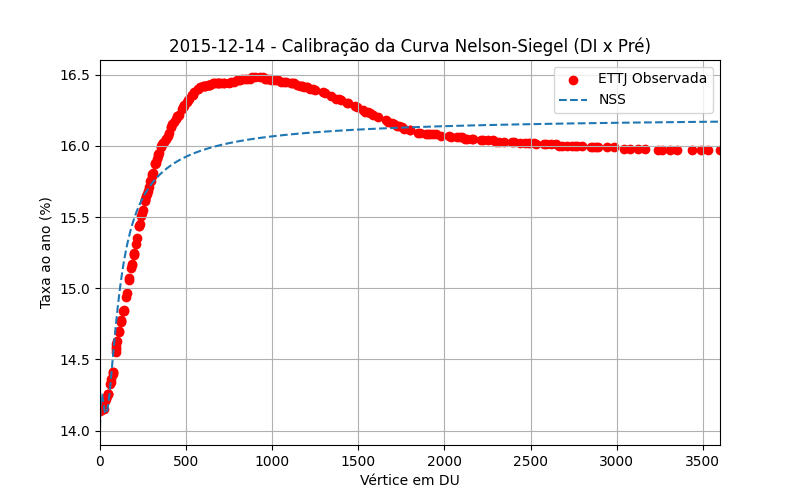 2015-12-14 - Calibração da Curva Nelson-Siegel (DI x Pré)
ETTJ Observada
NSS
Taxa ao ano (%)
16.5
16.0
15.5
15.0
14.5
14.0
0 500 1000 1500 2000 2500 3000 3500
Vértice em DU